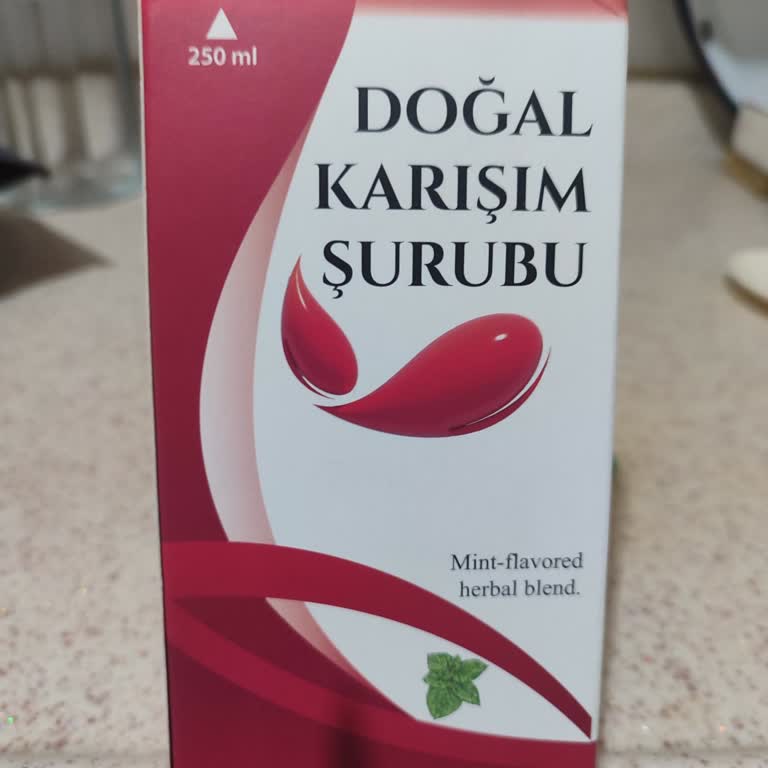 250 ml
DOĞAL
KARIŞIM
ŞURUBU
Mint-flavored
herbal blend.